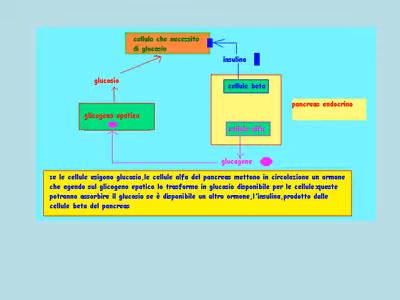 cellula che necessita
di glucosio
insulina
glucosio
cellule beta
pancreas endocrino
glicogeno epatico
cellule alfa
glucagone
se le cellule esigono glucosio,le cellule alfa del pancreas mettono in circolazione un ormone
che agendo sul glicogeno epatico lo trasforma in glucosio disponibile per le cellule:queste
potranno assorbire il glucosio se è disponibile un altro ormone,l'insulina,prodotto dalle
cellule beta del pancreas